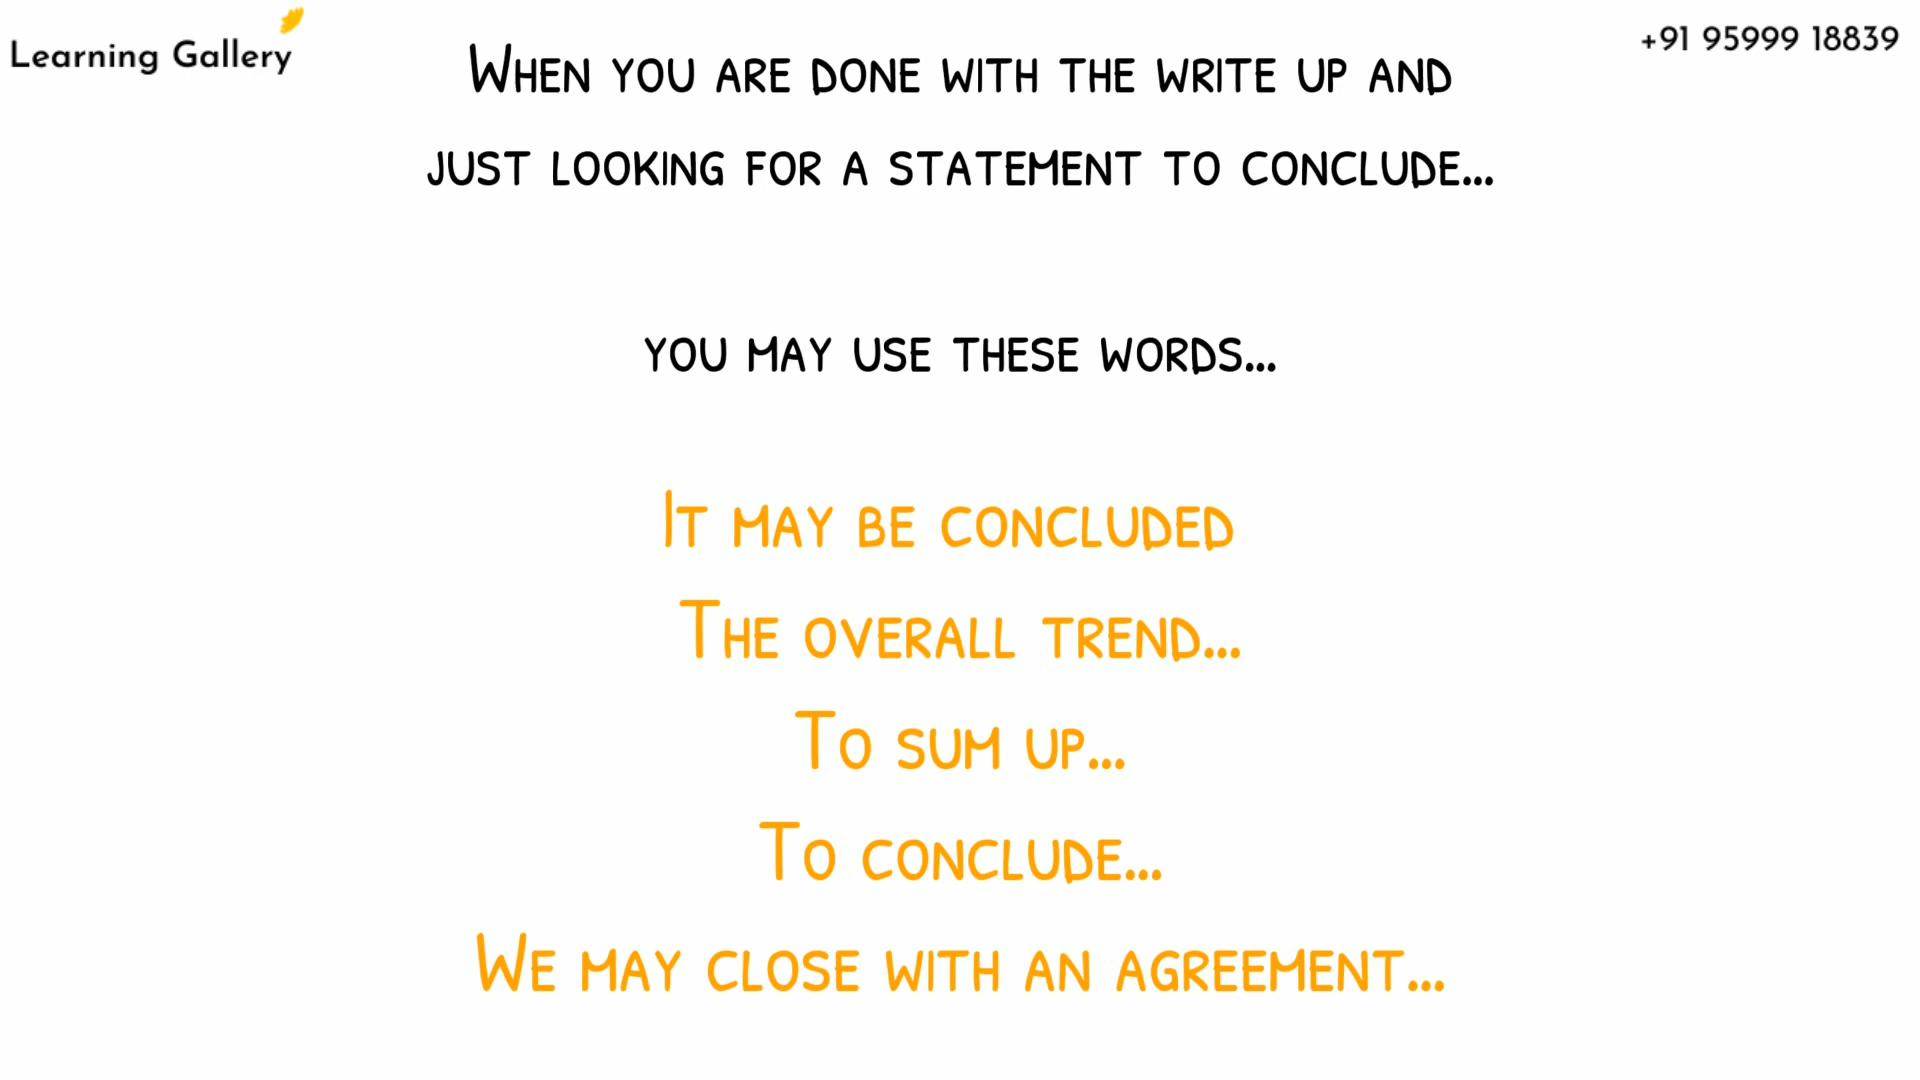 Learning Gallery
+91 95999 18839
When you are done with the write up and
just looking for a statement to conclude...
you may use these words...
It may be concluded
The overall trend...
To sum up...
To conclude...
We may close with an agreement...